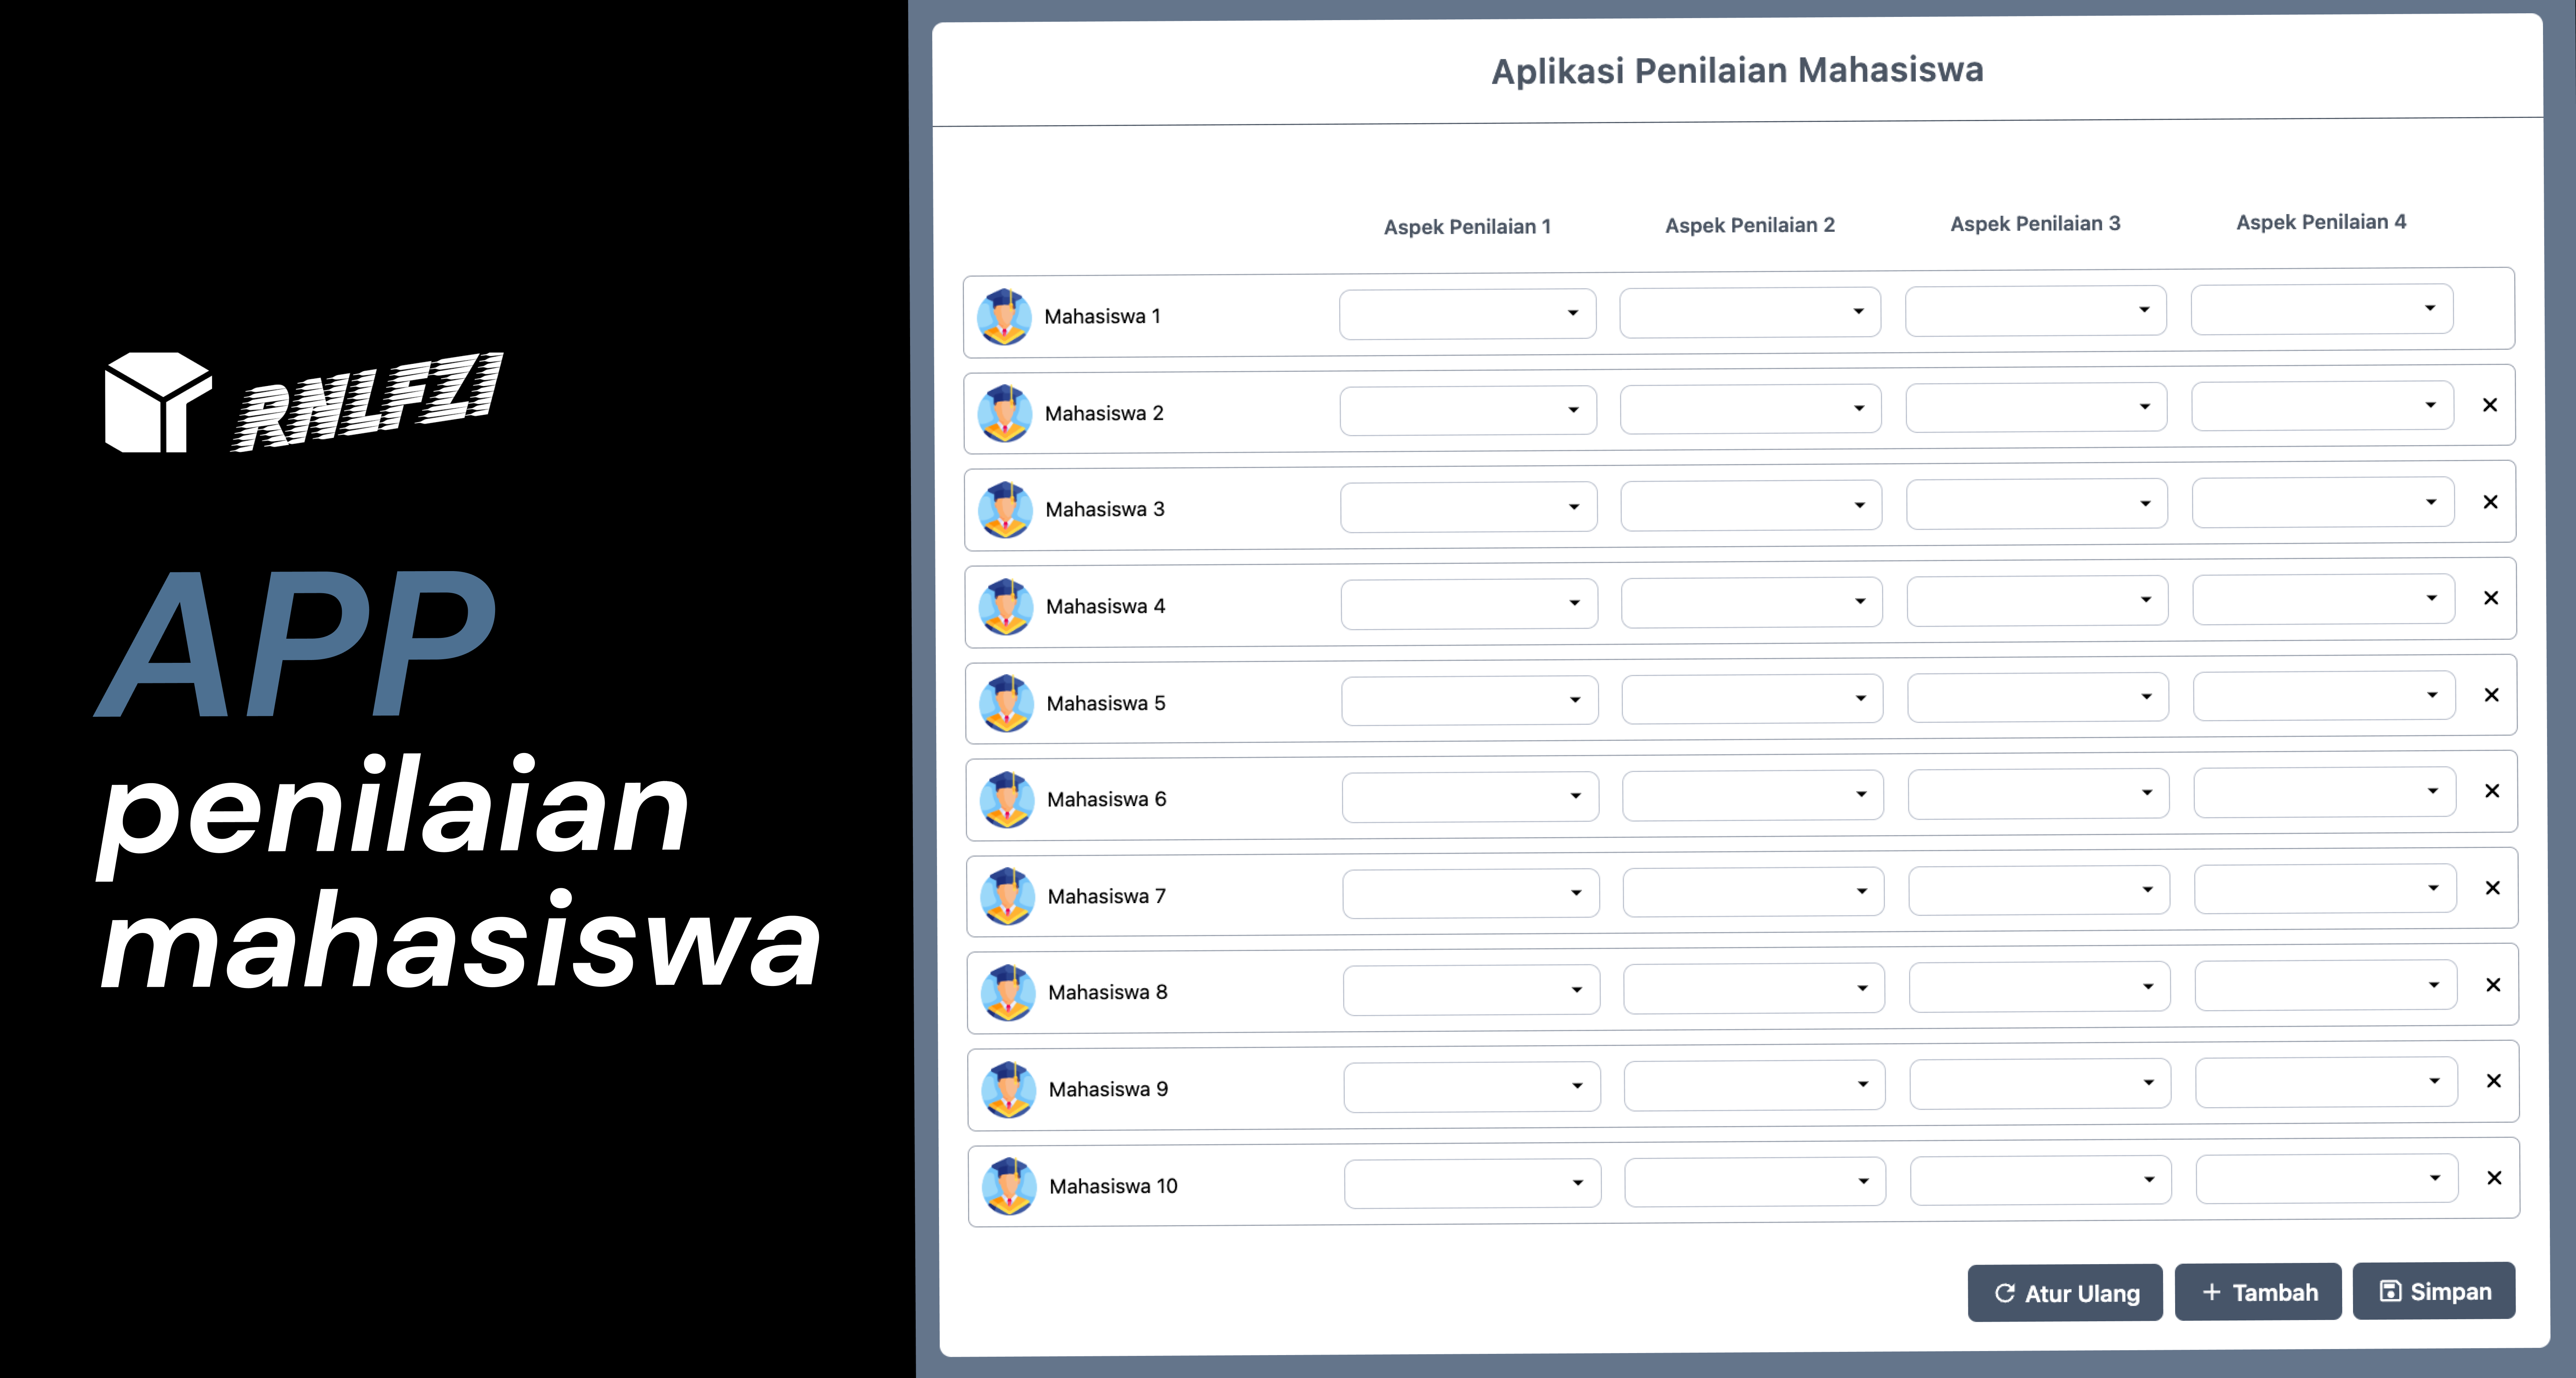 RNLFZI
APP
penilaian
mahasiswa
Aplikasi Penilaian Mahasiswa
Aspek Penilaian 1 Aspek Penilaian 2 Aspek Penilaian 3 Aspek Penilaian 4
Mahasiswa 1
Mahasiswa 2
Mahasiswa 3
Mahasiswa 4
Mahasiswa 5
Mahasiswa 6
Mahasiswa 7
Mahasiswa 8
Mahasiswa 9
Mahasiswa 10
Atur Ulang + Tambah Simpan